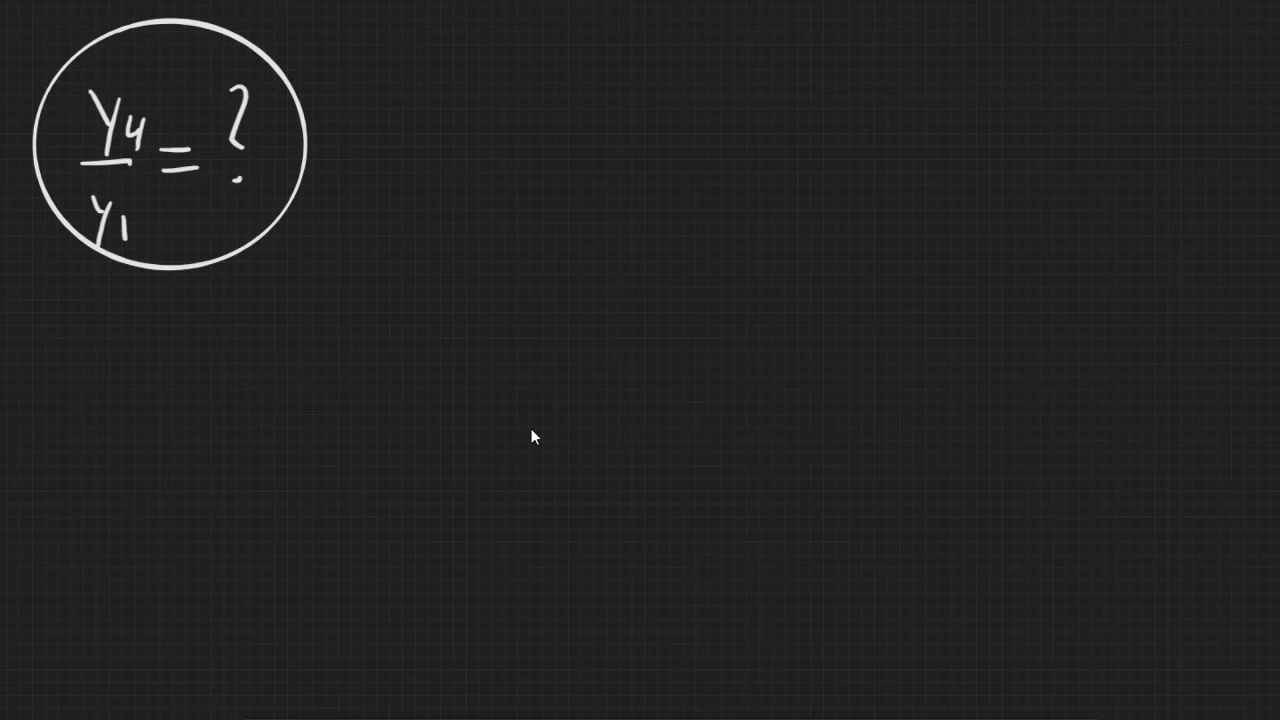 y4/y1 = ?